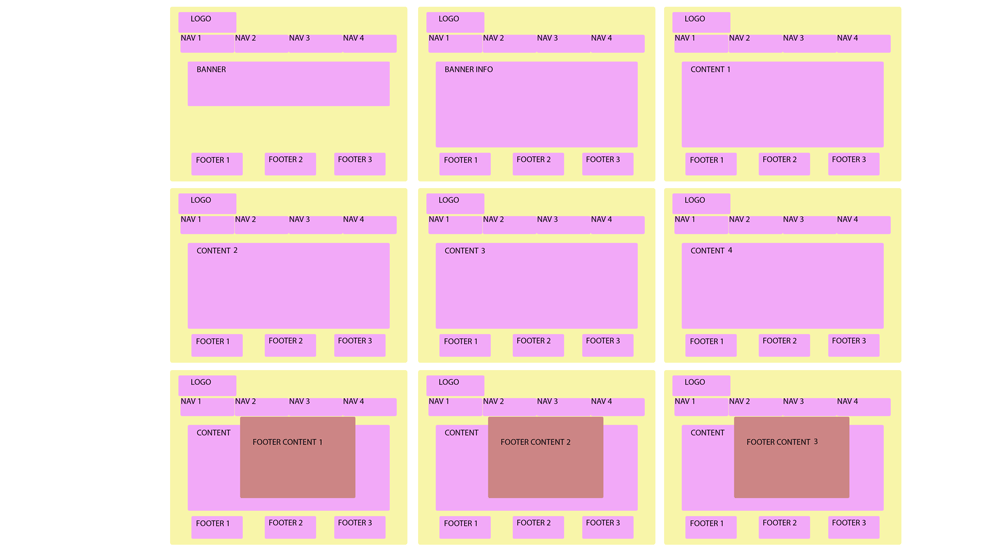 LOGO
NAV 1 NAV 2 NAV 3 NAV 4
BANNER
FOOTER 1 FOOTER 2 FOOTER 3
LOGO
NAV 1 NAV 2 NAV 3 NAV 4
BANNER INFO
FOOTER 1 FOOTER 2 FOOTER 3
LOGO
NAV 1 NAV 2 NAV 3 NAV 4
CONTENT 1
FOOTER 1 FOOTER 2 FOOTER 3
LOGO
NAV 1 NAV 2 NAV 3 NAV 4
CONTENT 2
FOOTER 1 FOOTER 2 FOOTER 3
LOGO
NAV 1 NAV 2 NAV 3 NAV 4
CONTENT 3
FOOTER 1 FOOTER 2 FOOTER 3
LOGO
NAV 1 NAV 2 NAV 3 NAV 4
CONTENT 4
FOOTER 1 FOOTER 2 FOOTER 3
LOGO
NAV 1 NAV 2 NAV 3 NAV 4
CONTENT
FOOTER CONTENT 1
FOOTER 1 FOOTER 2 FOOTER 3
LOGO
NAV 1 NAV 2 NAV 3 NAV 4
CONTENT
FOOTER CONTENT 2
FOOTER 1 FOOTER 2 FOOTER 3
LOGO
NAV 1 NAV 2 NAV 3 NAV 4
CONTENT
FOOTER CONTENT 3
FOOTER 1 FOOTER 2 FOOTER 3